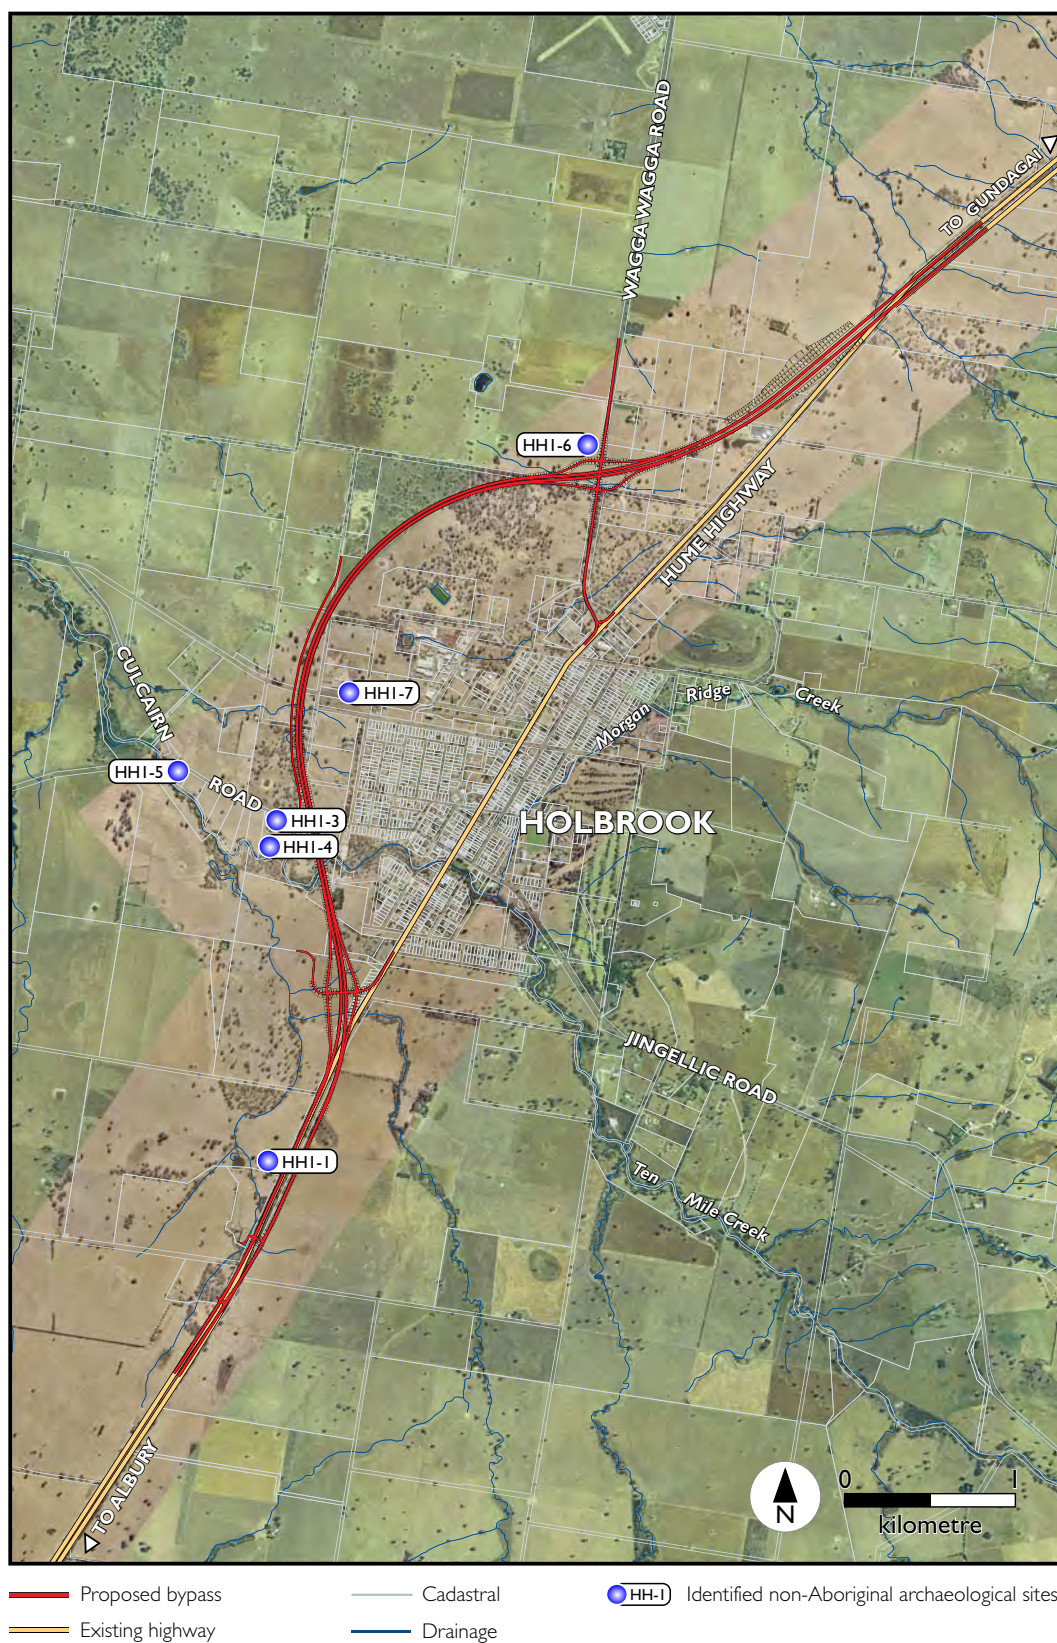 WAGGA WAGGA ROAD
TO GUNDAGAI
HH1-6
HUME HIGHWAY
CULCAIRN
ROAD
HH1-7
Morgan
Ridge
Creek
HH1-5
HH1-3
HH1-4
HOLBROOK
JINGELLIC ROAD
HH1-1
Ten
Mile Creek
TO ALBURY
N
0 1
kilometre
Proposed bypass
Cadastral
HH-1 Identified non-Aboriginal archaeological sites
Existing highway
Drainage